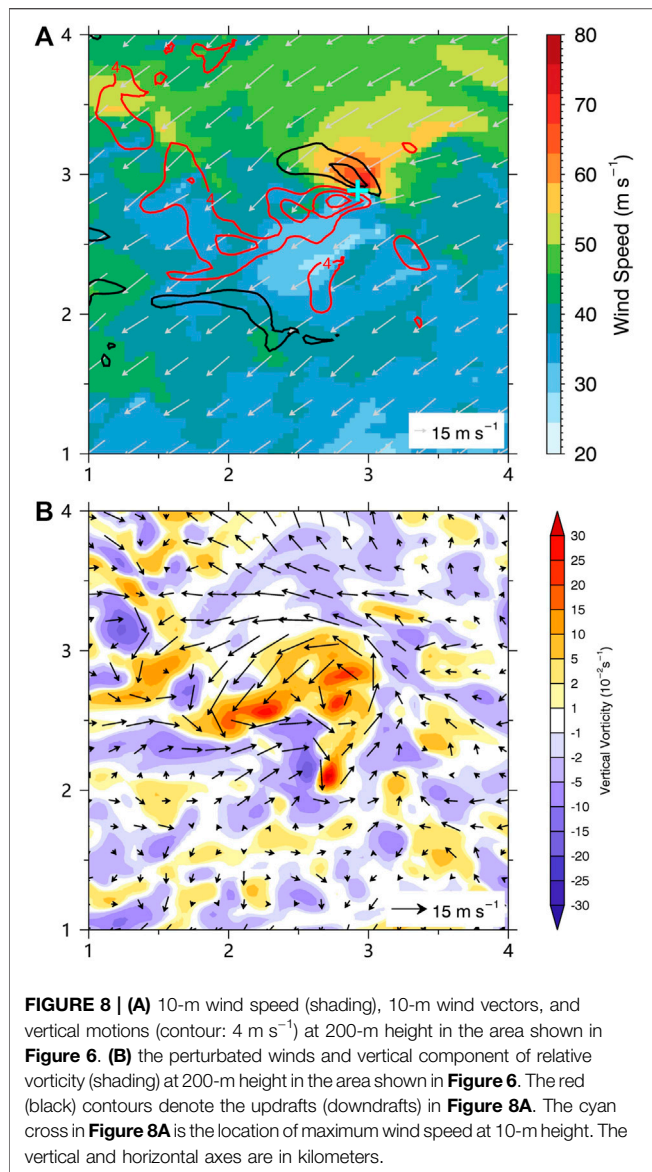 A
4
3
2
1
1 2 3 4
4
4
4
15 m s⁻¹
80
70
60
50
40
30
20
Wind Speed (m s⁻¹)
B
4
3
2
1
1 2 3 4
15 m s⁻¹
30
25
20
15
10
5
2
1
-1
-2
-5
-10
-15
-20
-25
-30
Vertical Vorticity (10⁻²s⁻¹)
FIGURE 8 | (A) 10-m wind speed (shading), 10-m wind vectors, and
vertical motions (contour: 4 m s⁻¹) at 200-m height in the area shown in
Figure 6. (B) the perturbated winds and vertical component of relative
vorticity (shading) at 200-m height in the area shown in Figure 6. The red
(black) contours denote the updrafts (downdrafts) in Figure 8A. The cyan
cross in Figure 8A is the location of maximum wind speed at 10-m height. The
vertical and horizontal axes are in kilometers.